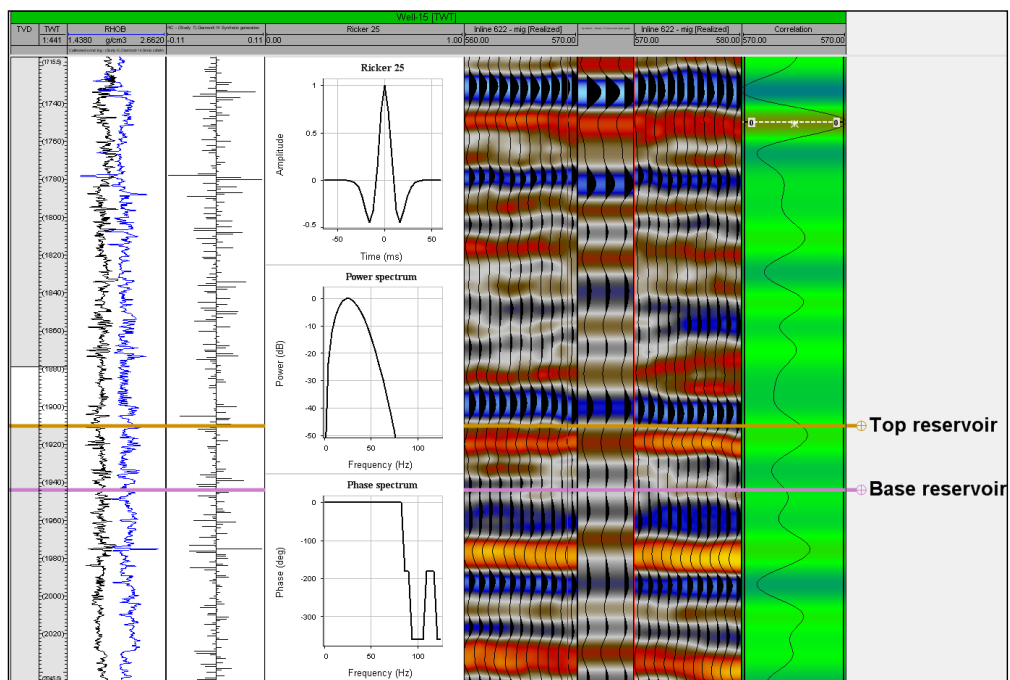 Well-15 [TWT]
TVD TWT RHOB Ricker 25 Inline 622 - mig [Realized] Inline 622 - mig [Realized] Correlation
1:441 1.4380 g/cm3 2.6620 -0.11 0.11 0.00 1.00 560.00 570.00 570.00 580.00 570.00 570.00
Ricker 25
Amplitude
1
0.5
0
-0.5
-50 0 50
Time (ms)
Power spectrum
Power (dB)
0
-10
-20
-30
-40
-50
0 50 100
Frequency (Hz)
Phase spectrum
Phase (deg)
0
-100
-200
-300
0 50 100
Frequency (Hz)
(1740)
(1760)
(1780)
(1800)
(1820)
(1840)
(1860)
(1880)
(1900)
(1920)
(1940)
(1960)
(1980)
(2000)
(2020)
0 0
Top reservoir
Base reservoir